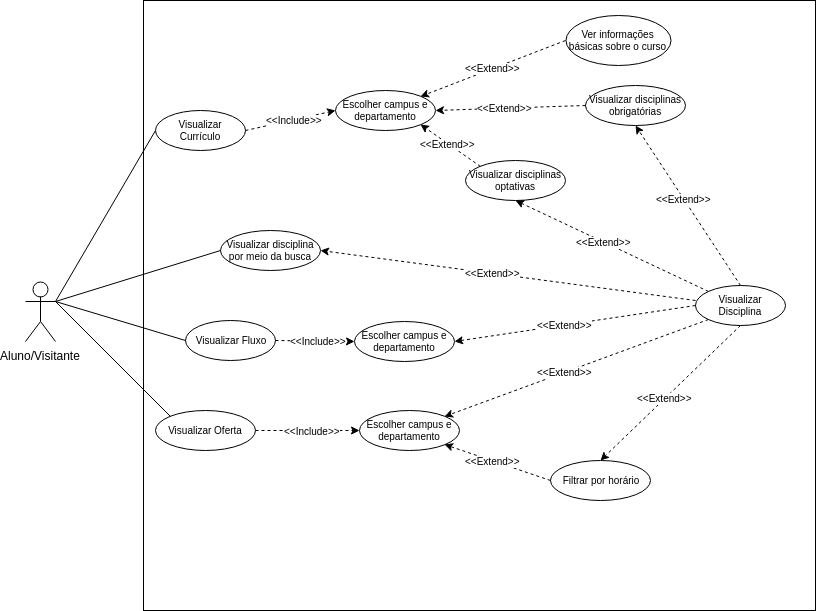 Ver informações
básicas sobre o curso
<<Extend>>
Escolher campus e
departamento
Visualizar disciplinas
obrigatórias
<<Extend>>
Visualizar
Currículo
<<Include>>
<<Extend>>
Visualizar disciplinas
optativas
<<Extend>>
Visualizar disciplina
por meio da busca
<<Extend>>
<<Extend>>
Visualizar
Disciplina
<<Extend>>
Visualizar Fluxo
<<Include>>
Escolher campus e
departamento
Aluno/Visitante
<<Extend>>
<<Extend>>
Visualizar Oferta
<<Include>>
Escolher campus e
departamento
<<Extend>>
Filtrar por horário